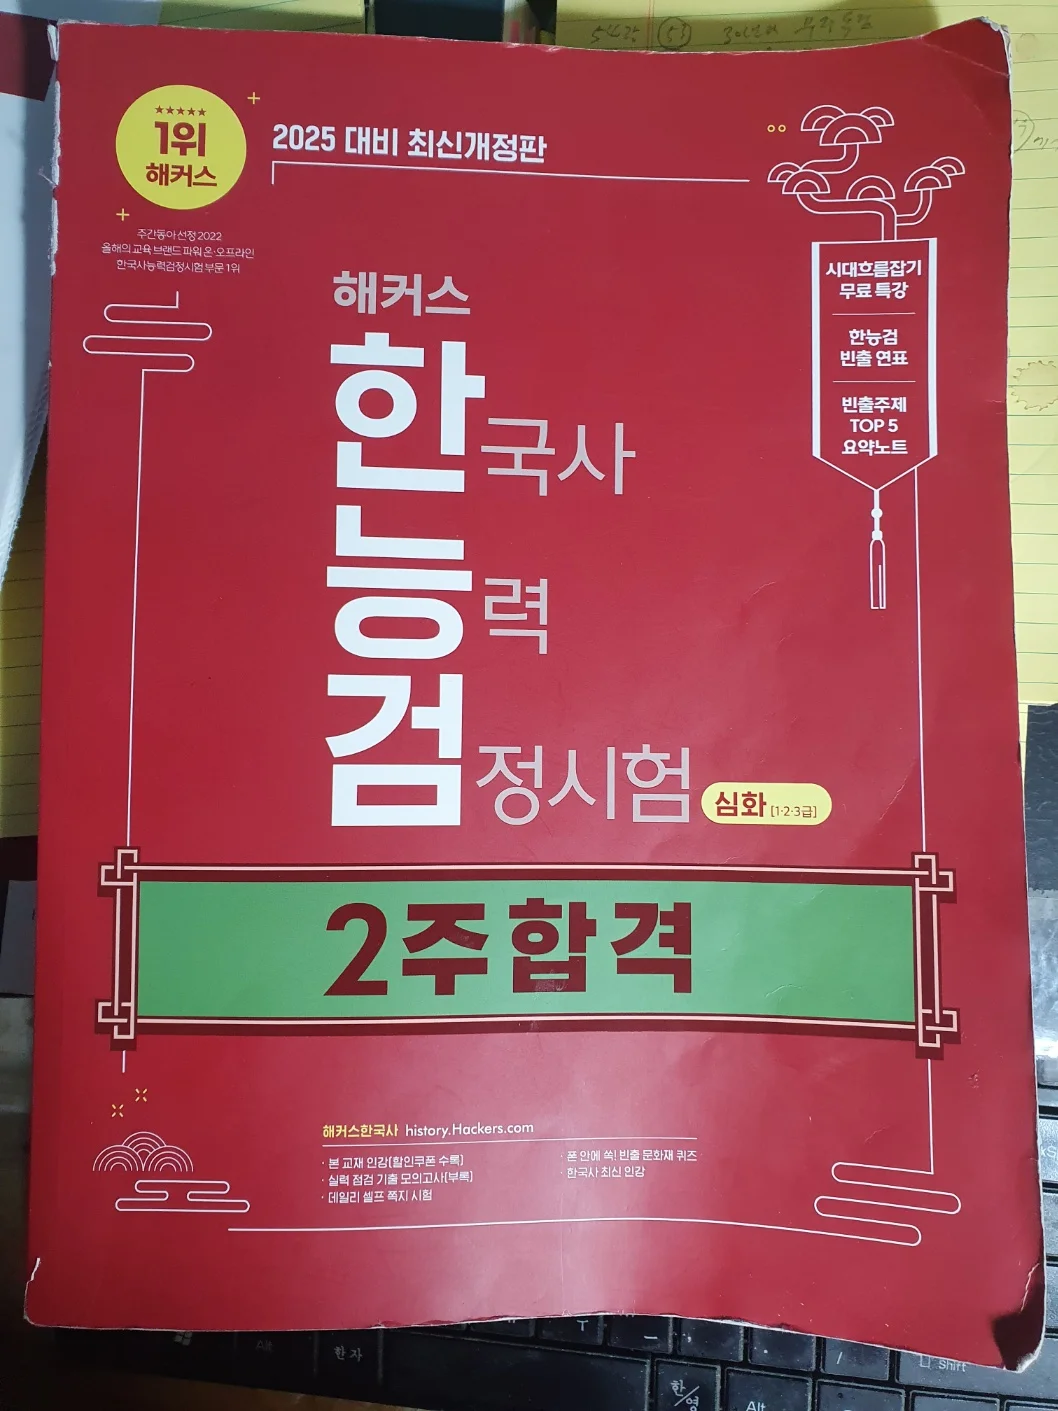 1위
해커스
주간동아 선정 2022
올해의 교육 브랜드 파워 온·오프라인
한국사능력검정시험 부문 1위
2025 대비 최신개정판
시대흐름잡기
무료 특강
한능검
빈출 연표
빈출주제
TOP 5
요약노트
해커스
한국사
능력
검정시험
심화 [1·2·3급]
2주합격
해커스한국사 history.Hackers.com
· 본 교재 인강(할인쿠폰 수록)
· 실력 점검 기출 모의고사(부록)
· 데일리 셀프 쪽지 시험
· 폰 안에 쏙! 빈출 문화재 퀴즈
· 한국사 최신 인강
Alt
한자
한/영
Alt
/
Shift